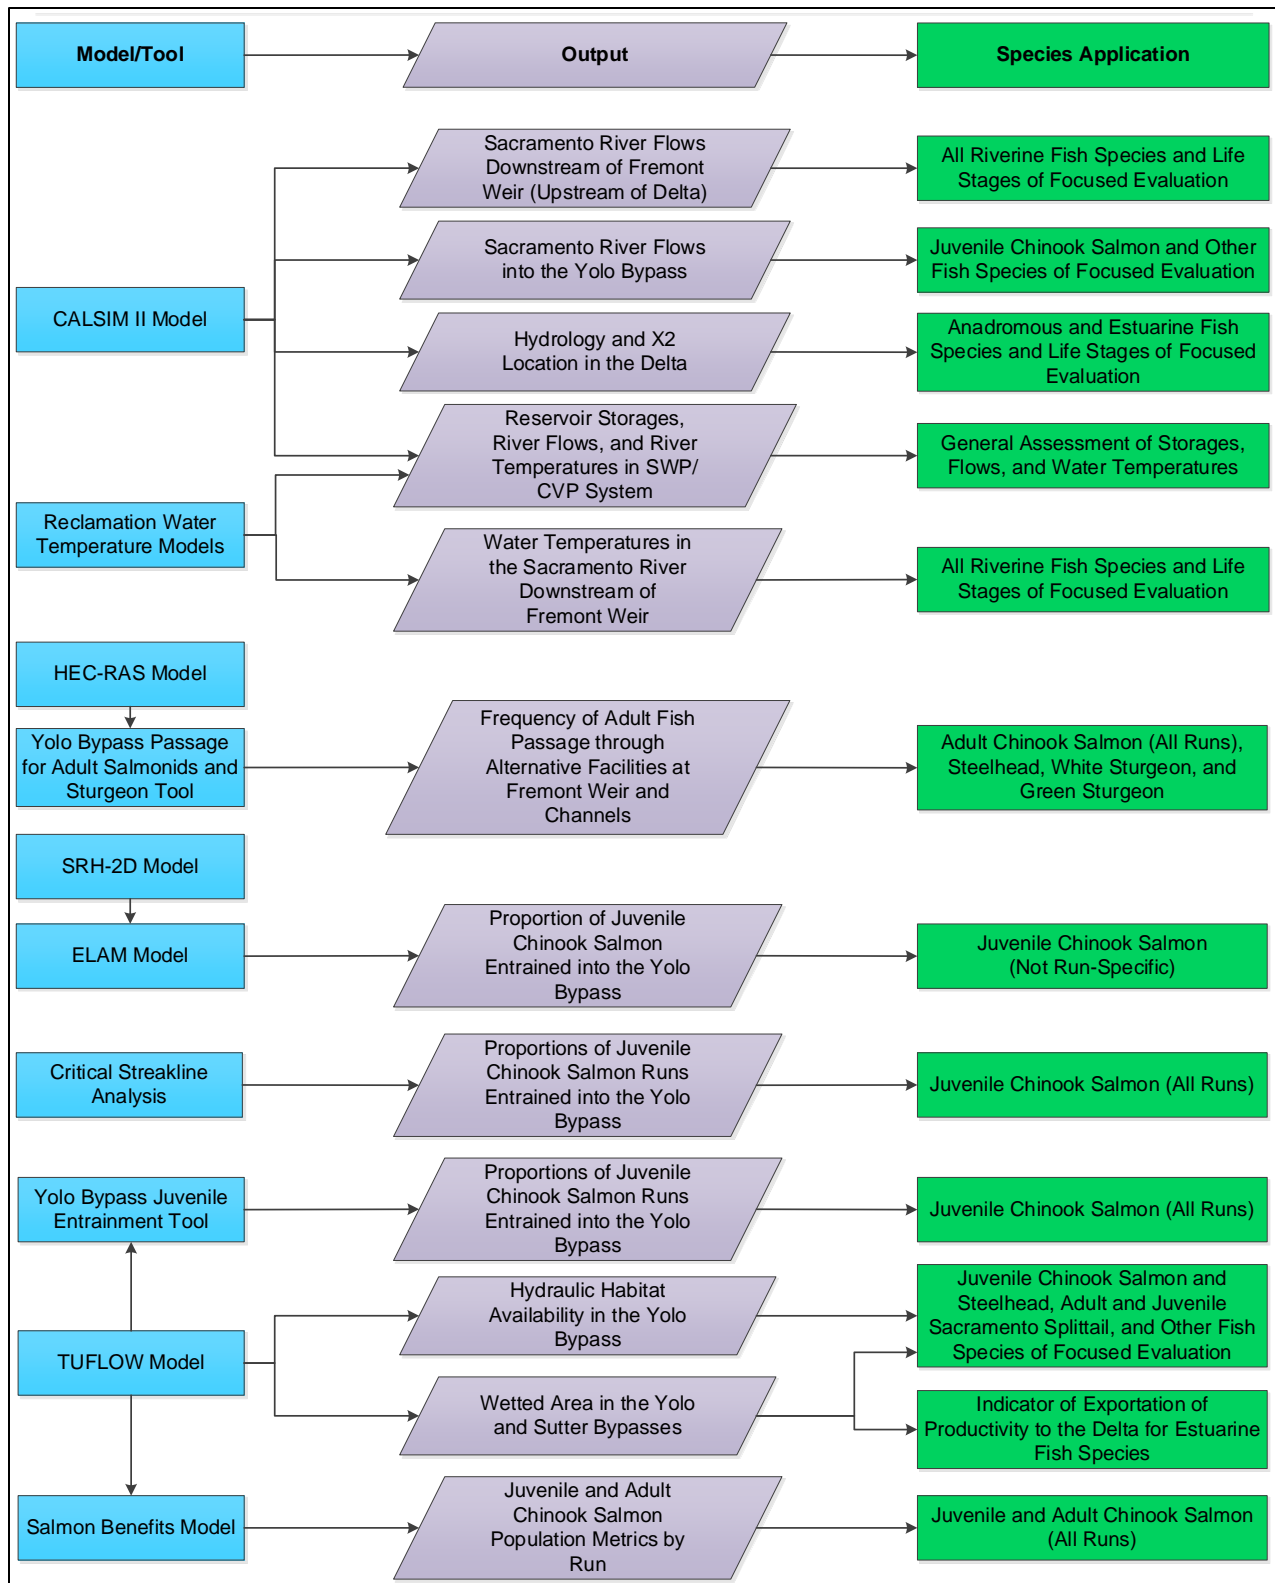 Model/Tool
Output
Species Application
Sacramento River Flows
Downstream of Fremont
Weir (Upstream of Delta)
All Riverine Fish Species and Life
Stages of Focused Evaluation
Sacramento River Flows
into the Yolo Bypass
Juvenile Chinook Salmon and Other
Fish Species of Focused Evaluation
CALSIM II Model
Hydrology and X2
Location in the Delta
Anadromous and Estuarine Fish
Species and Life Stages of Focused
Evaluation
Reservoir Storages,
River Flows, and River
Temperatures in SWP/
CVP System
General Assessment of Storages,
Flows, and Water Temperatures
Reclamation Water
Temperature Models
Water Temperatures in
the Sacramento River
Downstream of
Fremont Weir
All Riverine Fish Species and Life
Stages of Focused Evaluation
HEC-RAS Model
Yolo Bypass Passage
for Adult Salmonids and
Sturgeon Tool
Frequency of Adult Fish
Passage through
Alternative Facilities at
Fremont Weir and
Channels
Adult Chinook Salmon (All Runs),
Steelhead, White Sturgeon, and
Green Sturgeon
SRH-2D Model
ELAM Model
Proportion of Juvenile
Chinook Salmon
Entrained into the Yolo
Bypass
Juvenile Chinook Salmon
(Not Run-Specific)
Critical Streakline
Analysis
Proportions of Juvenile
Chinook Salmon Runs
Entrained into the Yolo
Bypass
Juvenile Chinook Salmon (All Runs)
Yolo Bypass Juvenile
Entrainment Tool
Proportions of Juvenile
Chinook Salmon Runs
Entrained into the Yolo
Bypass
Juvenile Chinook Salmon (All Runs)
TUFLOW Model
Hydraulic Habitat
Availability in the Yolo
Bypass
Juvenile Chinook Salmon and
Steelhead, Adult and Juvenile
Sacramento Splittail, and Other Fish
Species of Focused Evaluation
Wetted Area in the Yolo
and Sutter Bypasses
Indicator of Exportation of
Productivity to the Delta for Estuarine
Fish Species
Salmon Benefits Model
Juvenile and Adult
Chinook Salmon
Population Metrics by
Run
Juvenile and Adult Chinook Salmon
(All Runs)